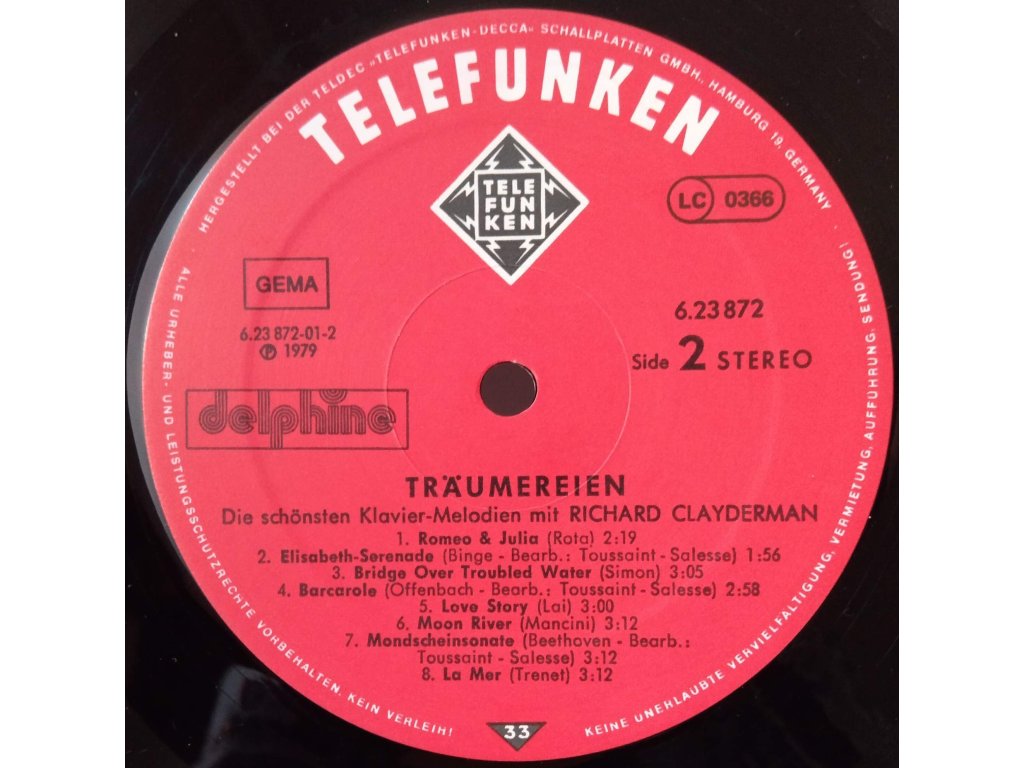 HERGESTELLT BEI DER TELDEC „TELEFUNKEN-DECCA“ SCHALLPLATTEN GMBH., HAMBURG 19, GERMANY ·
TELEFUNKEN
TELE
FUN
KEN
LC 0366
GEMA
6.23 872-01-2
℗ 1979
6.23 872
Side 2 STEREO
delphine
TRÄUMEREIEN
Die schönsten Klavier-Melodien mit RICHARD CLAYDERMAN
1. Romeo & Julia (Rota) 2:19
2. Elisabeth-Serenade (Binge - Bearb.: Toussaint - Salesse) 1:56
3. Bridge Over Troubled Water (Simon) 3:05
4. Barcarole (Offenbach - Bearb.: Toussaint - Salesse) 2:58
5. Love Story (Lai) 3:00
6. Moon River (Mancini) 3:12
7. Mondscheinsonate (Beethoven - Bearb.:
Toussaint - Salesse) 3:12
8. La Mer (Trenet) 3:12
33
ALLE URHEBER- UND LEISTUNGSSCHUTZRECHTE VORBEHALTEN. KEIN VERLEIH!
KEINE UNERLAUBTE VERVIELFÄLTIGUNG, VERMIETUNG, AUFFÜHRUNG, SENDUNG!